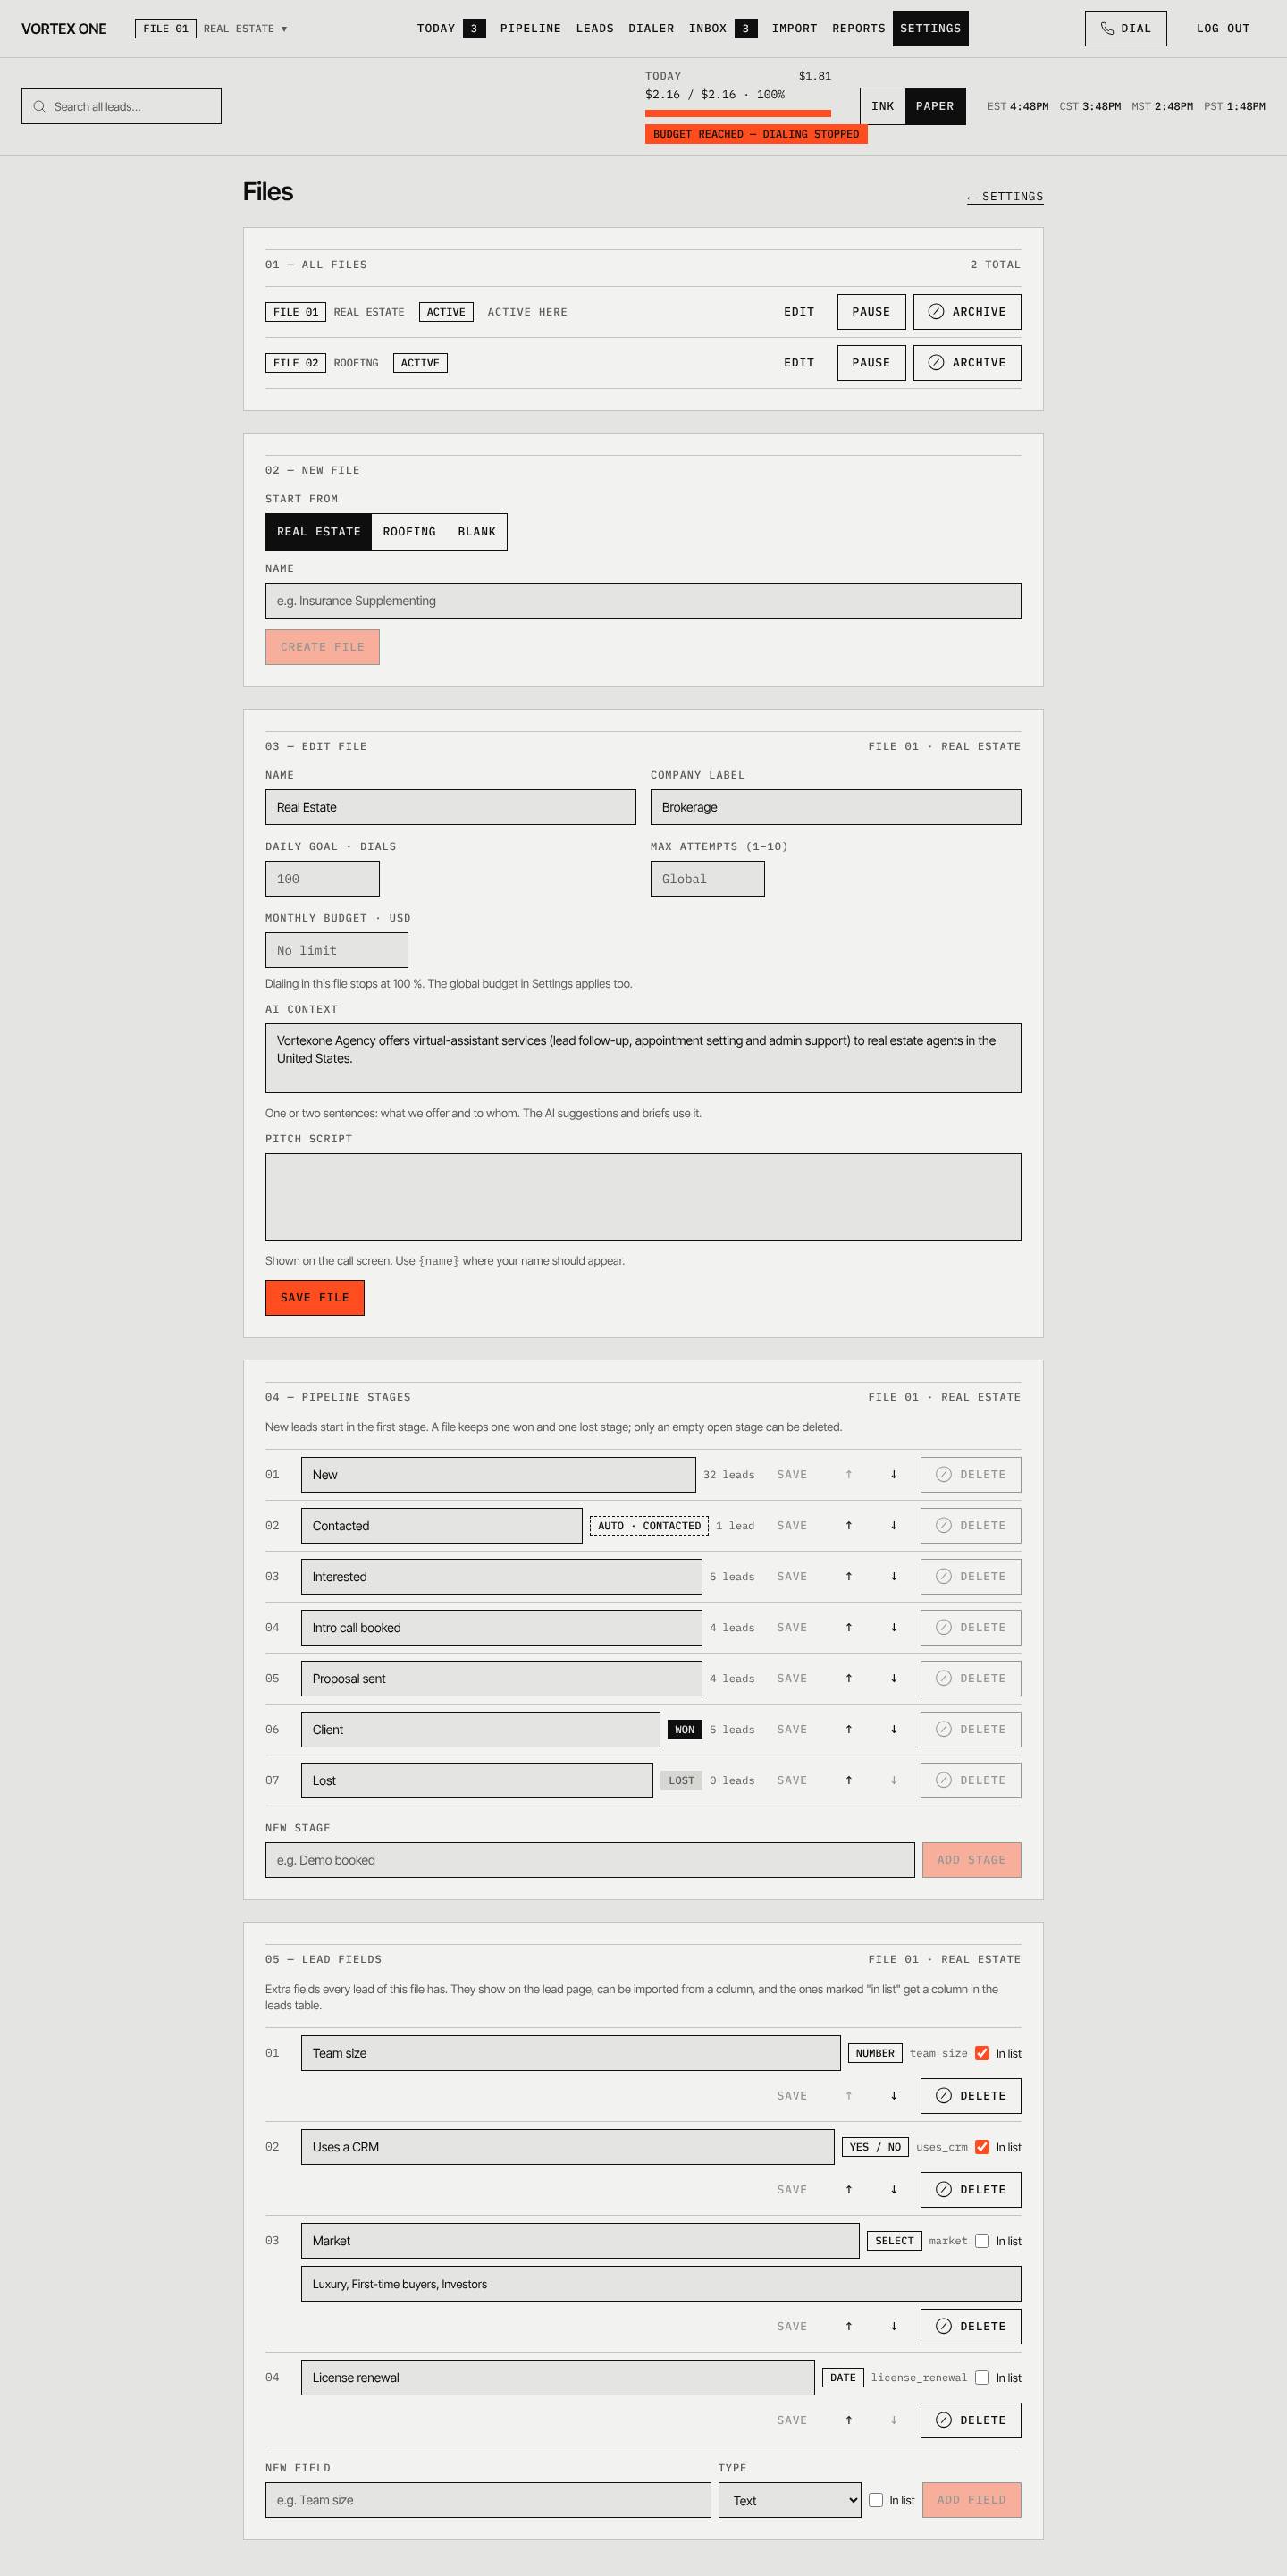 VORTEX ONE FILE 01 REAL ESTATE ▾ TODAY 3 PIPELINE LEADS DIALER INBOX 3 IMPORT REPORTS SETTINGS DIAL LOG OUT
TODAY $1.81
Search all leads... $2.16 / $2.16 · 100% INK PAPER EST 4:48PM CST 3:48PM MST 2:48PM PST 1:48PM
BUDGET REACHED — DIALING STOPPED
Files ← SETTINGS
01 — ALL FILES 2 TOTAL
FILE 01 REAL ESTATE ACTIVE ACTIVE HERE EDIT PAUSE ARCHIVE
FILE 02 ROOFING ACTIVE EDIT PAUSE ARCHIVE
02 — NEW FILE
START FROM
REAL ESTATE ROOFING BLANK
NAME
e.g. Insurance Supplementing
CREATE FILE
03 — EDIT FILE FILE 01 · REAL ESTATE
NAME COMPANY LABEL
Real Estate Brokerage
DAILY GOAL · DIALS MAX ATTEMPTS (1–10)
100 Global
MONTHLY BUDGET · USD
No limit
Dialing in this file stops at 100 %. The global budget in Settings applies too.
AI CONTEXT
Vortexone Agency offers virtual-assistant services (lead follow-up, appointment setting and admin support) to real estate agents in the
United States.
One or two sentences: what we offer and to whom. The AI suggestions and briefs use it.
PITCH SCRIPT
Shown on the call screen. Use {name} where your name should appear.
SAVE FILE
04 — PIPELINE STAGES FILE 01 · REAL ESTATE
New leads start in the first stage. A file keeps one won and one lost stage; only an empty open stage can be deleted.
01 New 32 leads SAVE ↑ ↓ DELETE
02 Contacted AUTO · CONTACTED 1 lead SAVE ↑ ↓ DELETE
03 Interested 5 leads SAVE ↑ ↓ DELETE
04 Intro call booked 4 leads SAVE ↑ ↓ DELETE
05 Proposal sent 4 leads SAVE ↑ ↓ DELETE
06 Client WON 5 leads SAVE ↑ ↓ DELETE
07 Lost LOST 0 leads SAVE ↑ ↓ DELETE
NEW STAGE
e.g. Demo booked ADD STAGE
05 — LEAD FIELDS FILE 01 · REAL ESTATE
Extra fields every lead of this file has. They show on the lead page, can be imported from a column, and the ones marked "in list" get a column in the
leads table.
01 Team size NUMBER team_size In list
SAVE ↑ ↓ DELETE
02 Uses a CRM YES / NO uses_crm In list
SAVE ↑ ↓ DELETE
03 Market SELECT market In list
Luxury, First-time buyers, Investors
SAVE ↑ ↓ DELETE
04 License renewal DATE license_renewal In list
SAVE ↑ ↓ DELETE
NEW FIELD TYPE
e.g. Team size Text In list ADD FIELD